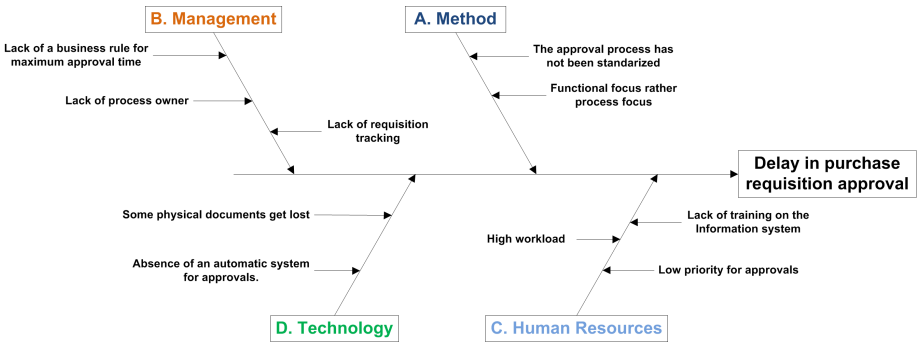 B. Management
A. Method
Lack of a business rule for
maximum approval time
Lack of process owner
Lack of requisition
tracking
The approval process has
not been standarized
Functional focus rather
process focus
Delay in purchase
requisition approval
Some physical documents get lost
Absence of an automatic system
for approvals.
High workload
Lack of training on the
Information system
Low priority for approvals
D. Technology
C. Human Resources